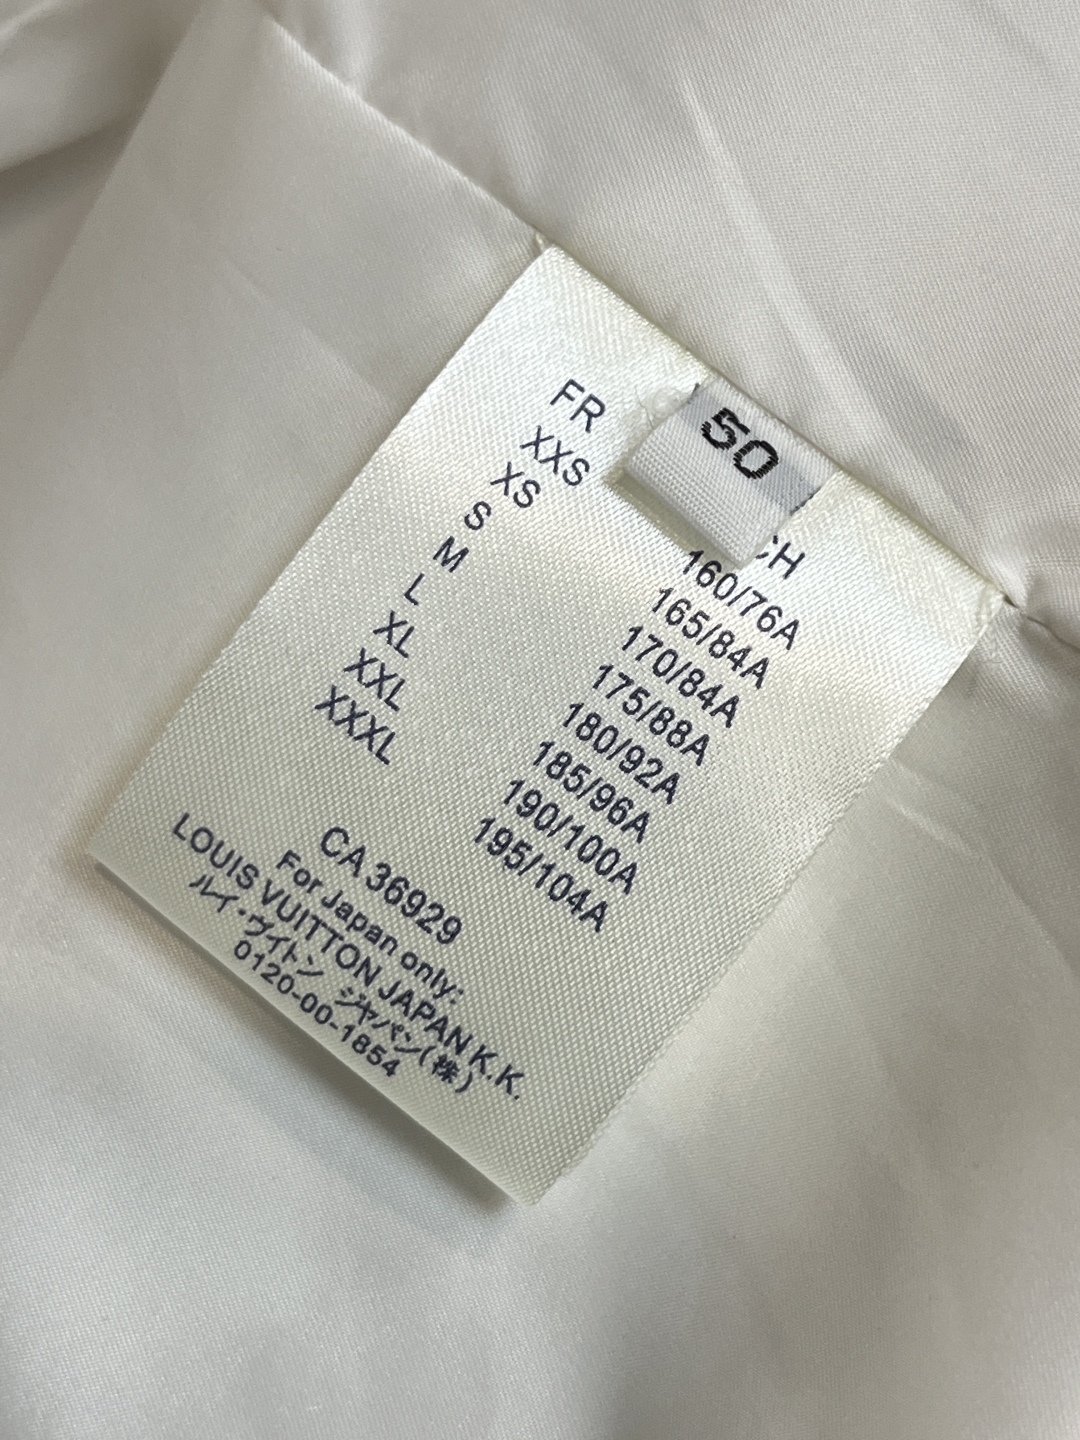 50
FR CH
XXS 160/76A
XS 165/84A
S 170/84A
M 175/88A
L 180/92A
XL 185/96A
XXL 190/100A
XXXL 195/104A
CA 36929
For Japan only:
LOUIS VUITTON JAPAN K.K.
ルイ・ヴィトン ジャパン(株)
0120-00-1854